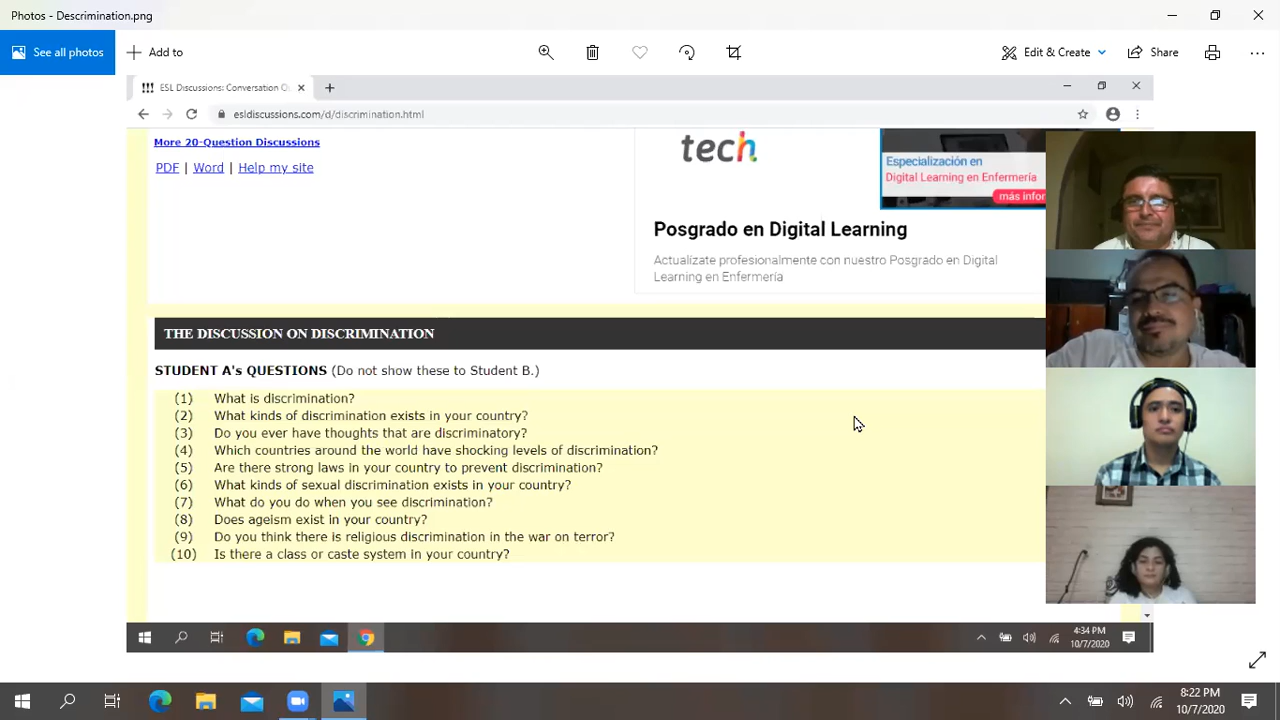 Photos - Descrimination.png
See all photos
Add to
Edit & Create
Share
ESL Discussions: Conversation Q
esldiscussions.com/d/discrimination.html
More 20-Question Discussions
PDF | Word | Help my site
tech
Especialización en
Digital Learning en Enfermería
más infor
Posgrado en Digital Learning
Actualízate profesionalmente con nuestro Posgrado en Digital
Learning en Enfermería
THE DISCUSSION ON DISCRIMINATION
STUDENT A's QUESTIONS (Do not show these to Student B.)
(1) What is discrimination?
(2) What kinds of discrimination exists in your country?
(3) Do you ever have thoughts that are discriminatory?
(4) Which countries around the world have shocking levels of discrimination?
(5) Are there strong laws in your country to prevent discrimination?
(6) What kinds of sexual discrimination exists in your country?
(7) What do you do when you see discrimination?
(8) Does ageism exist in your country?
(9) Do you think there is religious discrimination in the war on terror?
(10) Is there a class or caste system in your country?
4:34 PM
10/7/2020
8:22 PM
10/7/2020